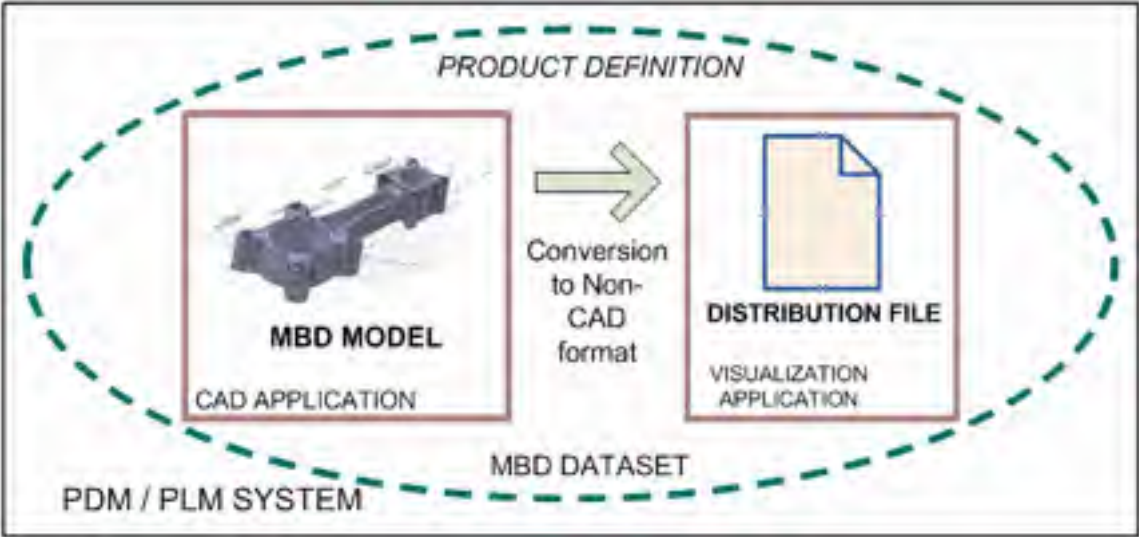 PRODUCT DEFINITION
MBD MODEL
CAD APPLICATION
Conversion
to Non-
CAD
format
DISTRIBUTION FILE
VISUALIZATION
APPLICATION
MBD DATASET
PDM / PLM SYSTEM